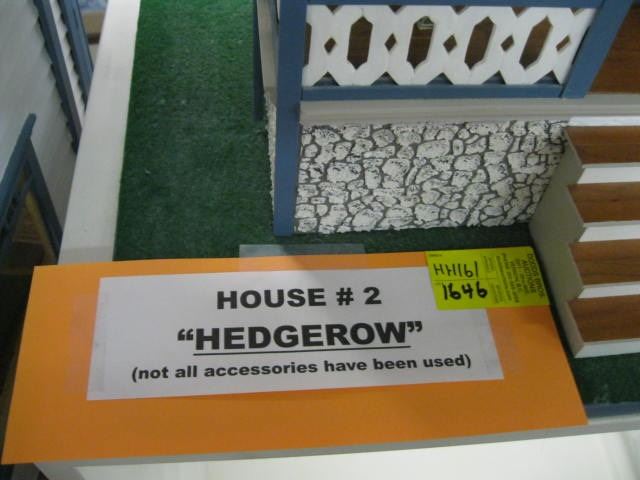 HOUSE # 2
“HEDGEROW”
(not all accessories have been used)
HH161
1646